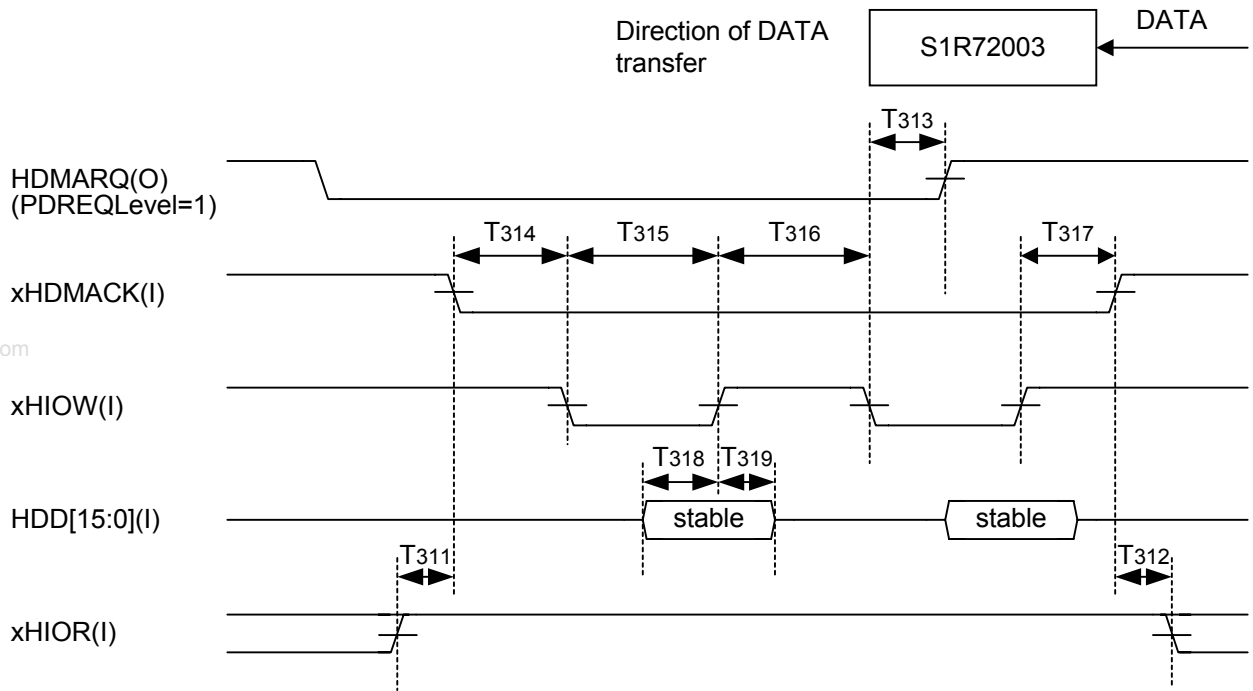 Direction of DATA
transfer
S1R72003
DATA
T313
HDMARQ(O)
(PDREQLevel=1)
T314
T315
T316
T317
xHDMACK(I)
om
xHIOW(I)
T318
T319
HDD[15:0](I)
stable
stable
T311
T312
xHIOR(I)